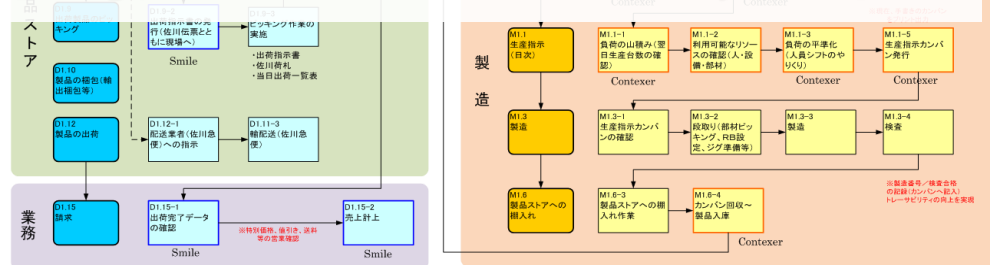 品
ストア
キング
D1.9-2
出荷指示書の発
行(佐川伝票とと
もに現場へ)
Smile
ピッキング作業の
実施
・出荷指示書
・佐川荷札
・当日出荷一覧表
D1.10
製品の梱包(輸
出梱包等)
D1.12
製品の出荷
D1.12-1
配送業者(佐川急
便)への指示
D1.11-3
輸配送(佐川急
便)
業務
D1.15
請求
D1.15-1
出荷完了データ
の確認
Smile
※特別価格、値引き、送料
等の営業確認
D1.15-2
売上計上
Smile
製造
Contexer
Contexer
M1.1
生産指示
(日次)
M1.1-1
負荷の山積み(翌
日生産台数の確
認)
Contexer
M1.1-2
利用可能なリソー
スの確認(人・設
備・部材)
M1.1-3
負荷の平準化
(人員シフトのや
りくり)
Contexer
M1.1-5
生産指示カンバ
ン発行
Contexer
M1.3
製造
M1.3-1
生産指示カンバ
ンの確認
M1.3-2
段取り(部材ピッ
キング、RB設
定、ジグ準備等)
M1.3-3
製造
M1.3-4
検査
※製造番号/検査合格
の記録(カンバンへ記入)
トレーサビリティの向上を実現
M1.6
製品ストアへの
棚入れ
M1.6-3
製品ストアへの棚
入れ作業
M1.6-4
カンバン回収～
製品入庫
Contexer